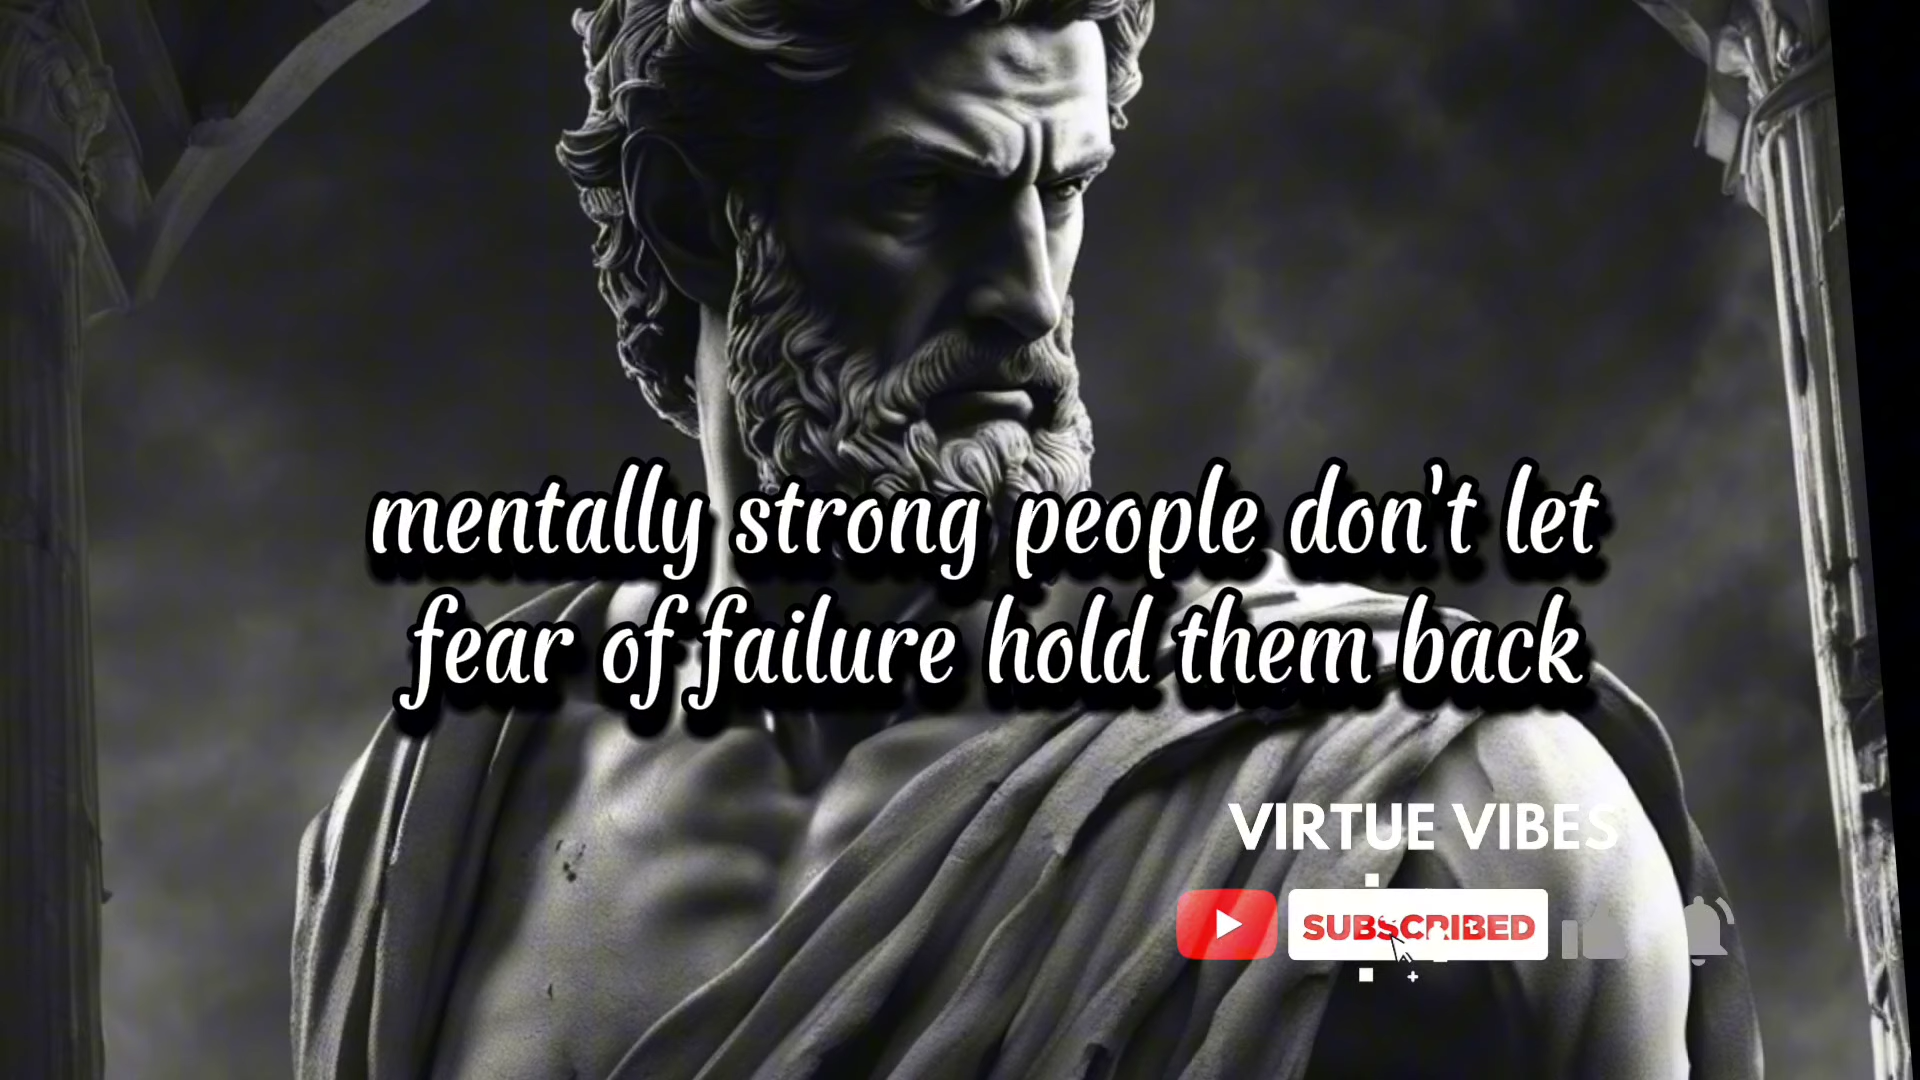 mentally strong people don't let
fear of failure hold them back
VIRTUE VIBES
SUBSCRIBED